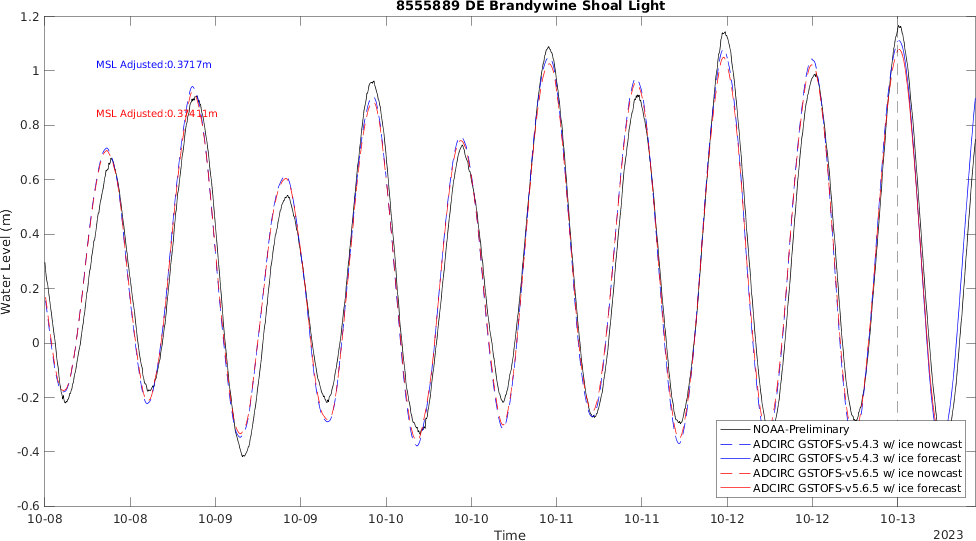 8555889 DE Brandywine Shoal Light
1.2
1
0.8
0.6
0.4
0.2
0
-0.2
-0.4
-0.6
Water Level (m)
MSL Adjusted:0.3717m
MSL Adjusted:0.37411m
NOAA-Preliminary
ADCIRC GSTOFS-v5.4.3 w/ ice nowcast
ADCIRC GSTOFS-v5.4.3 w/ ice forecast
ADCIRC GSTOFS-v5.6.5 w/ ice nowcast
ADCIRC GSTOFS-v5.6.5 w/ ice forecast
10-08 10-08 10-09 10-09 10-10 10-10 10-11 10-11 10-12 10-12 10-13
Time
2023